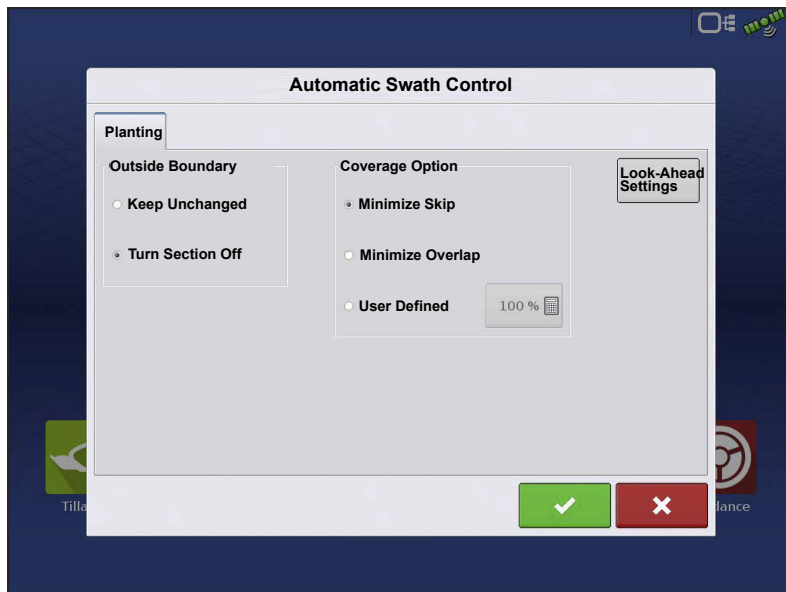 Automatic Swath Control
Planting
Outside Boundary
Keep Unchanged
Turn Section Off
Coverage Option
Minimize Skip
Minimize Overlap
User Defined
100 %
Look-Ahead
Settings
Tilla
dance